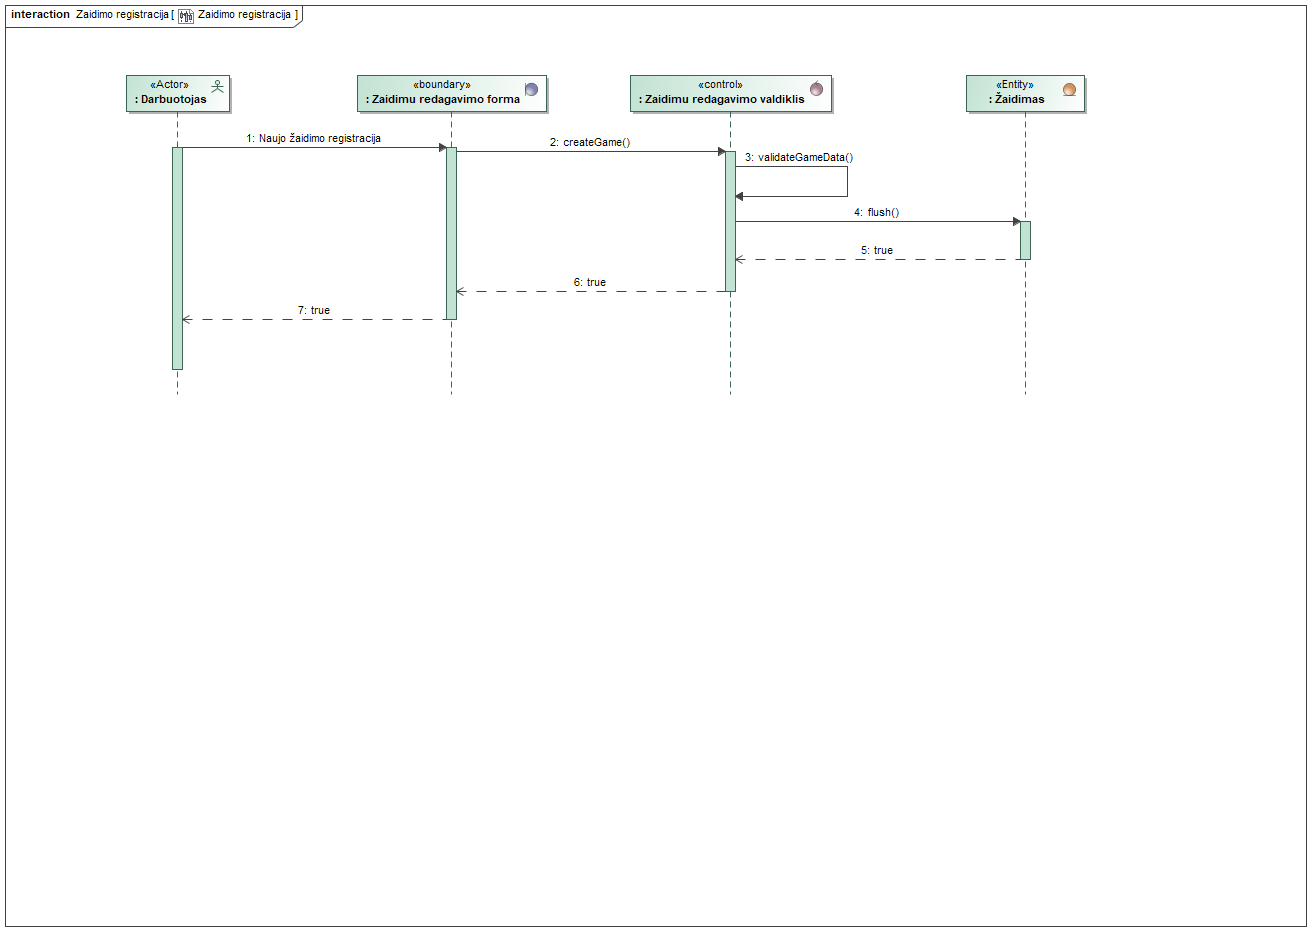 interaction Zaidimo registracija [ Zaidimo registracija ]
«Actor»
: Darbuotojas
«boundary»
: Zaidimu redagavimo forma
«control»
: Zaidimu redagavimo valdiklis
«Entity»
: Žaidimas
1: Naujo žaidimo registracija
2: createGame()
3: validateGameData()
4: flush()
5: true
6: true
7: true